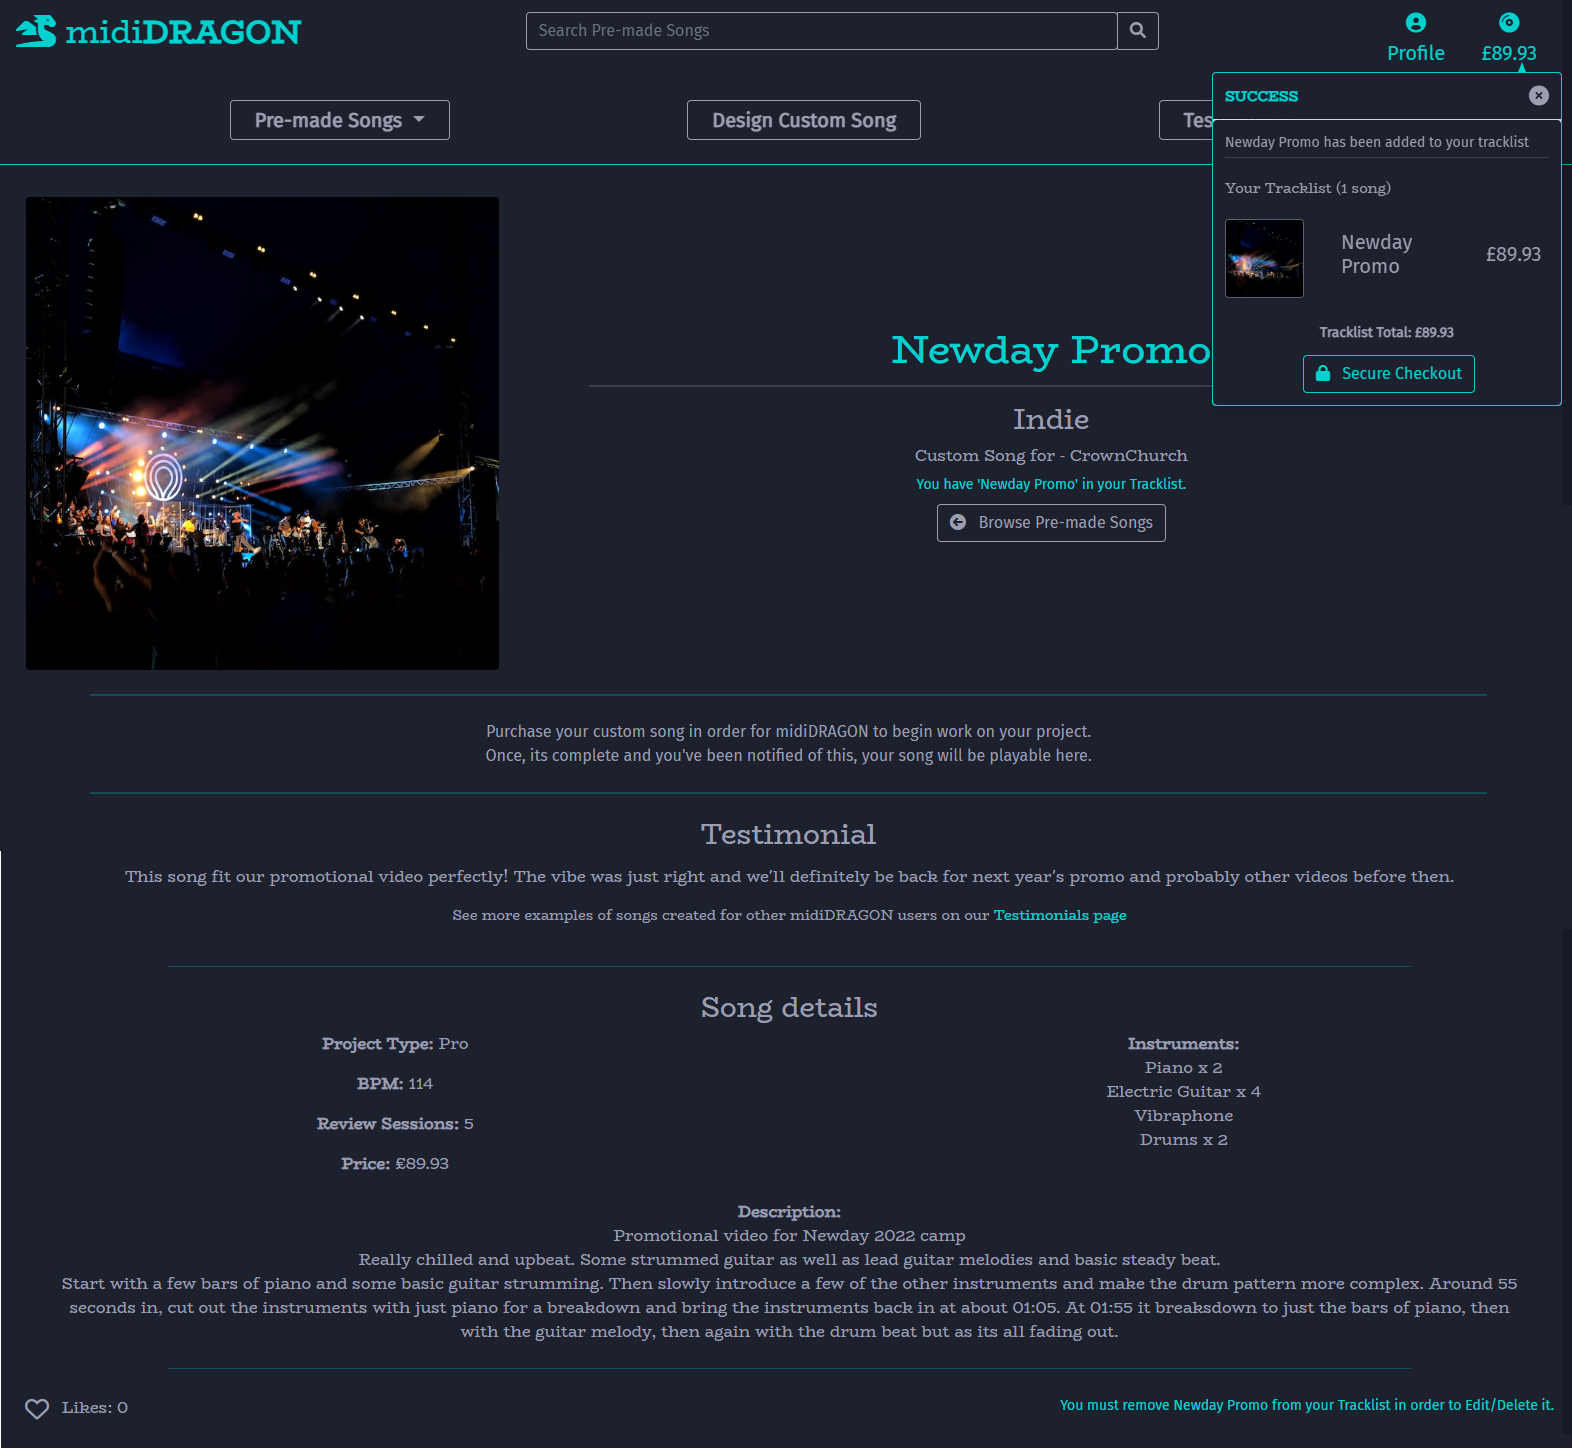 midiDRAGON
Search Pre-made Songs
Profile
£89.93
Pre-made Songs
Design Custom Song
Tes
SUCCESS
Newday Promo has been added to your tracklist
Your Tracklist (1 song)
Newday
Promo
£89.93
Tracklist Total: £89.93
Secure Checkout
Newday Promo
Indie
Custom Song for - CrownChurch
You have 'Newday Promo' in your Tracklist.
Browse Pre-made Songs
Purchase your custom song in order for midiDRAGON to begin work on your project.
Once, its complete and you've been notified of this, your song will be playable here.
Testimonial
This song fit our promotional video perfectly! The vibe was just right and we'll definitely be back for next year's promo and probably other videos before then.
See more examples of songs created for other midiDRAGON users on our Testimonials page
Song details
Project Type: Pro
BPM: 114
Review Sessions: 5
Price: £89.93
Instruments:
Piano x 2
Electric Guitar x 4
Vibraphone
Drums x 2
Description:
Promotional video for Newday 2022 camp
Really chilled and upbeat. Some strummed guitar as well as lead guitar melodies and basic steady beat.
Start with a few bars of piano and some basic guitar strumming. Then slowly introduce a few of the other instruments and make the drum pattern more complex. Around 55
seconds in, cut out the instruments with just piano for a breakdown and bring the instruments back in at about 01:05. At 01:55 it breaksdown to just the bars of piano, then
with the guitar melody, then again with the drum beat but as its all fading out.
Likes: 0
You must remove Newday Promo from your Tracklist in order to Edit/Delete it.